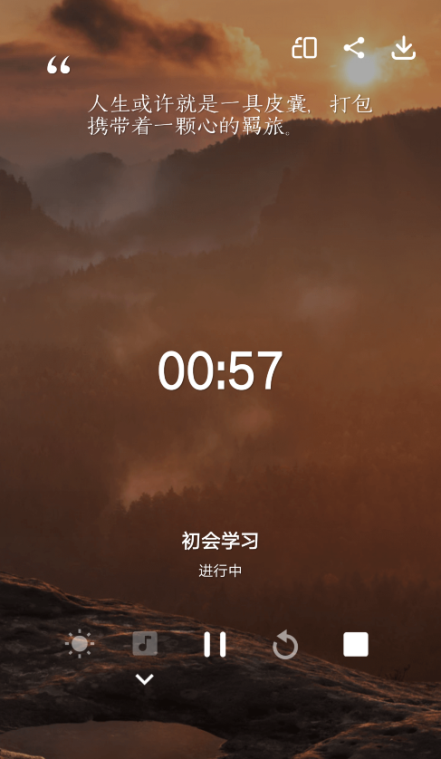 “
人生或许就是一具皮囊，打包
携带着一颗心的羁旅。
00:57
初会学习
进行中